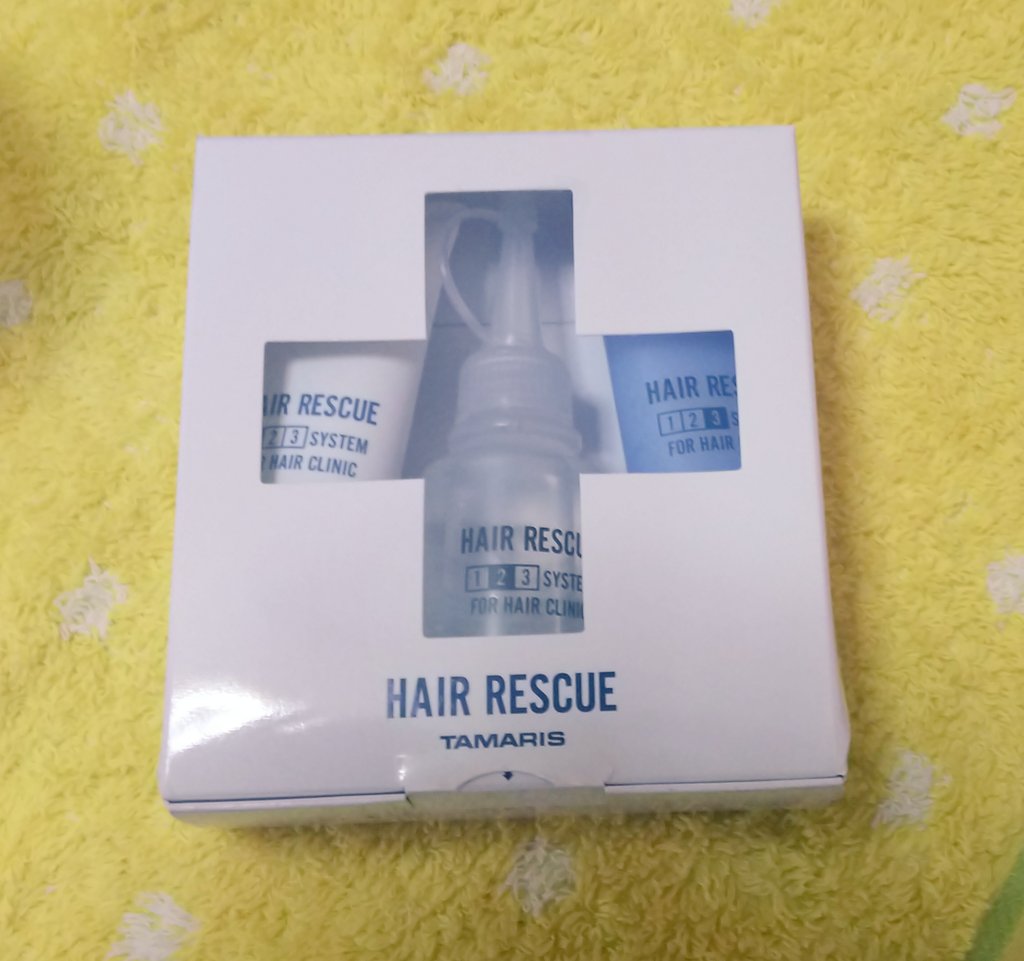 AIR RESCUE
2 3 SYSTEM
HAIR CLINIC
HAIR RES
1 2 3 S
FOR HAIR
HAIR RESCU
1 2 3 SYSTE
FOR HAIR CLINI
HAIR RESCUE
TAMARIS